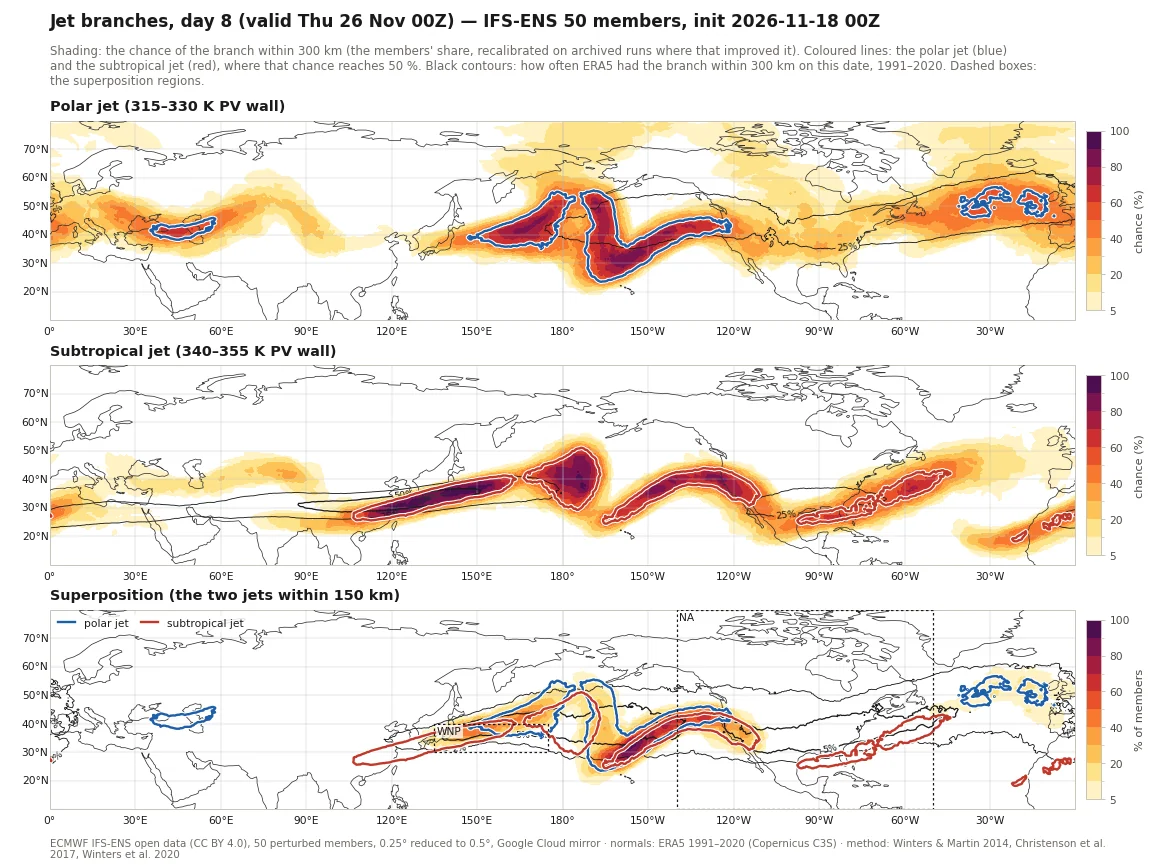 Jet branches, day 8 (valid Thu 26 Nov 00Z) — IFS-ENS 50 members, init 2026-11-18 00Z
Shading: the chance of the branch within 300 km (the members' share, recalibrated on archived runs where that improved it). Coloured lines: the polar jet (blue)
and the subtropical jet (red), where that chance reaches 50 %. Black contours: how often ERA5 had the branch within 300 km on this date, 1991–2020. Dashed boxes:
the superposition regions.
Polar jet (315–330 K PV wall)
70°N
60°N
50°N
40°N
30°N
20°N
25%
0° 30°E 60°E 90°E 120°E 150°E 180° 150°W 120°W 90°W 60°W 30°W
100
80
60
40
20
5
chance (%)
Subtropical jet (340–355 K PV wall)
70°N
60°N
50°N
40°N
30°N
20°N
50%
25%
0° 30°E 60°E 90°E 120°E 150°E 180° 150°W 120°W 90°W 60°W 30°W
100
80
60
40
20
5
chance (%)
Superposition (the two jets within 150 km)
polar jet
subtropical jet
NA
WNP
70°N
60°N
50°N
40°N
30°N
20°N
5%
0° 30°E 60°E 90°E 120°E 150°E 180° 150°W 120°W 90°W 60°W 30°W
100
80
60
40
20
5
% of members
ECMWF IFS-ENS open data (CC BY 4.0), 50 perturbed members, 0.25° reduced to 0.5°, Google Cloud mirror · normals: ERA5 1991–2020 (Copernicus C3S) · method: Winters & Martin 2014, Christenson et al.
2017, Winters et al. 2020